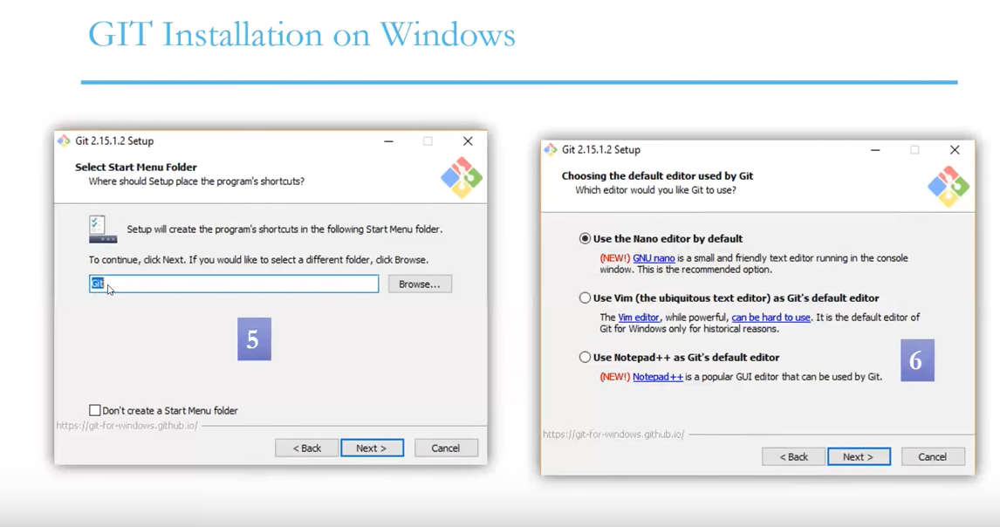 GIT Installation on Windows
Git 2.15.1.2 Setup
Select Start Menu Folder
Where should Setup place the program's shortcuts?
Setup will create the program's shortcuts in the following Start Menu folder.
To continue, click Next. If you would like to select a different folder, click Browse.
Git
Browse...
5
Don't create a Start Menu folder
https://git-for-windows.github.io/
< Back
Next >
Cancel
Git 2.15.1.2 Setup
Choosing the default editor used by Git
Which editor would you like Git to use?
Use the Nano editor by default
(NEW!) GNU nano is a small and friendly text editor running in the console
window. This is the recommended option.
Use Vim (the ubiquitous text editor) as Git's default editor
The Vim editor, while powerful, can be hard to use. It is the default editor of
Git for Windows only for historical reasons.
Use Notepad++ as Git's default editor
(NEW!) Notepad++ is a popular GUI editor that can be used by Git.
6
https://git-for-windows.github.io/
< Back
Next >
Cancel